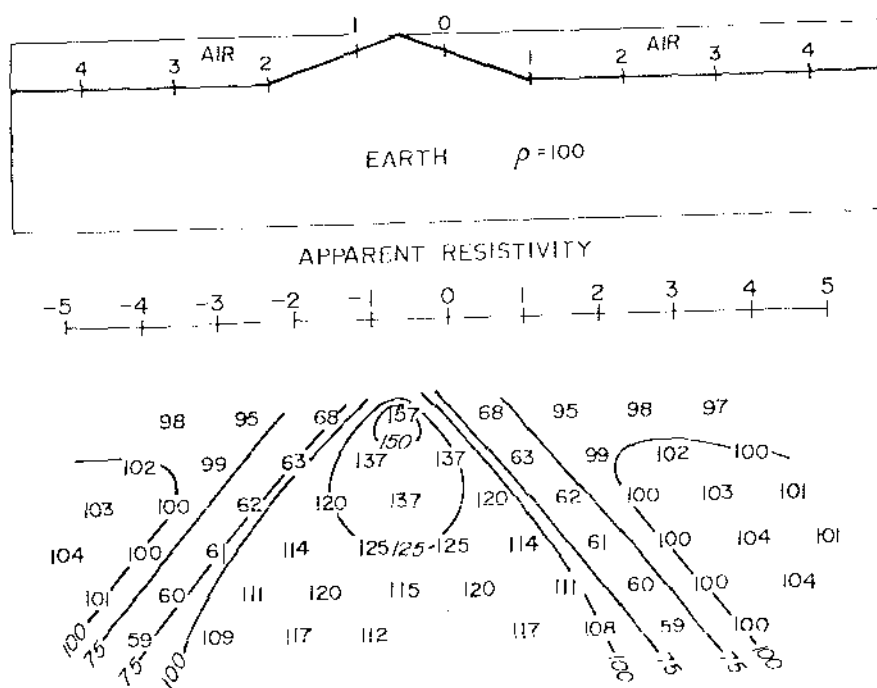 1 0
AIR AIR
4 3 2 1 2 3 4
EARTH ρ=100
APPARENT RESISTIVITY
-5 -4 -3 -2 -1 0 1 2 3 4 5
98 95 68 157 68 95 98 97
150
102 99 63 137 137 63 99 102 100
103 100 62 120 137 120 62 100 103 101
104 100 61 114 125 125 125 114 61 100 104 101
101 60 111 120 115 120 111 60 100 104
100 75 59 109 117 112 117 108 59 100
75 100 100 75 75 100